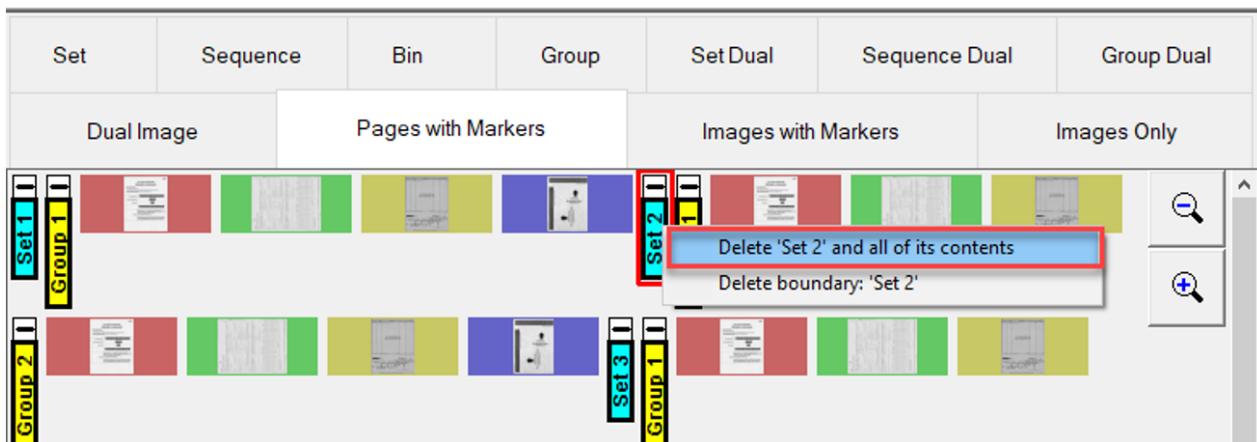 Set Sequence Bin Group Set Dual Sequence Dual Group Dual
Dual Image Pages with Markers Images with Markers Images Only
Set 1
Group 1
Set 2
1
Delete 'Set 2' and all of its contents
Delete boundary: 'Set 2'
Group 2
Set 3
Group 1